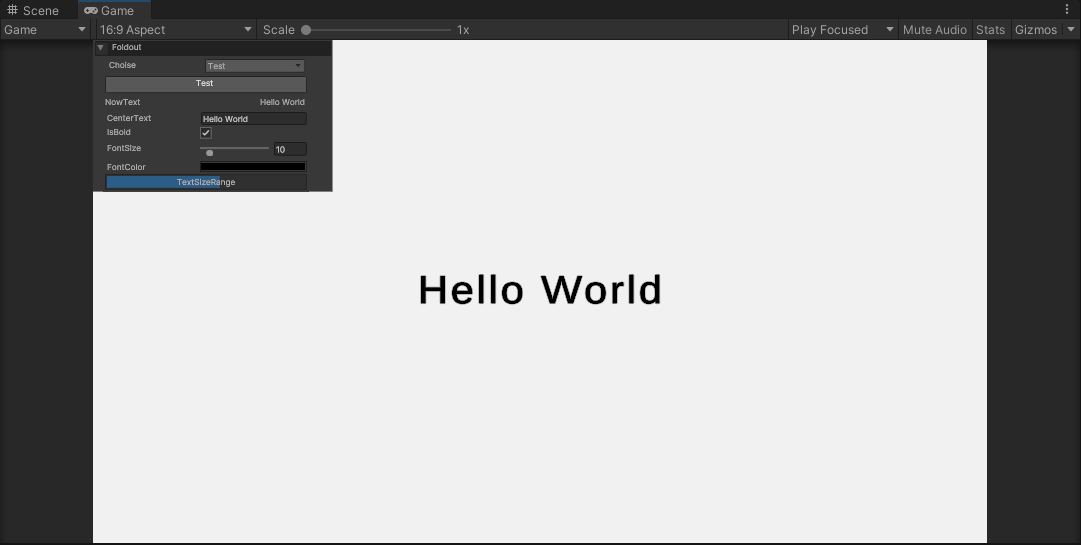 Scene Game
Game 16:9 Aspect Scale 1x Play Focused Mute Audio Stats Gizmos
Foldout
Choise Test
Test
NowText Hello World
CenterText Hello World
IsBold
FontSize 10
FontColor
TextSizeRange
Hello World